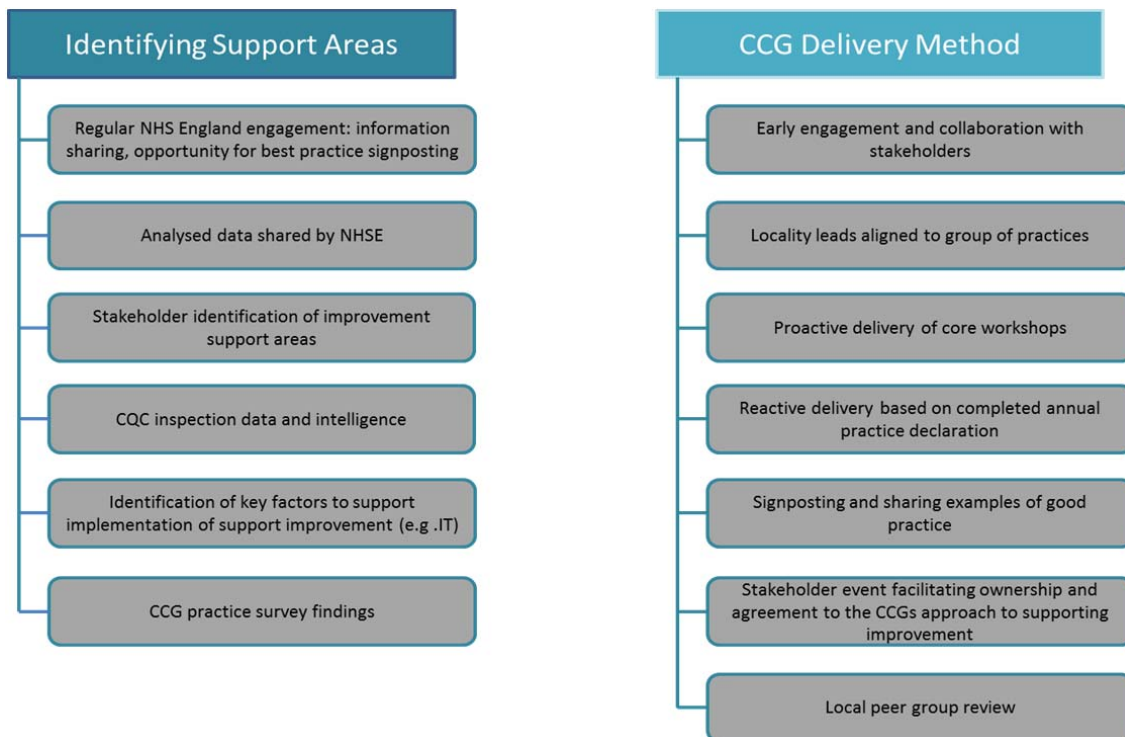 Identifying Support Areas
Regular NHS England engagement: information
sharing, opportunity for best practice signposting
Analysed data shared by NHSE
Stakeholder identification of improvement
support areas
CQC inspection data and intelligence
Identification of key factors to support
implementation of support improvement (e.g .IT)
CCG practice survey findings
CCG Delivery Method
Early engagement and collaboration with
stakeholders
Locality leads aligned to group of practices
Proactive delivery of core workshops
Reactive delivery based on completed annual
practice declaration
Signposting and sharing examples of good
practice
Stakeholder event facilitating ownership and
agreement to the CCGs approach to supporting
improvement
Local peer group review